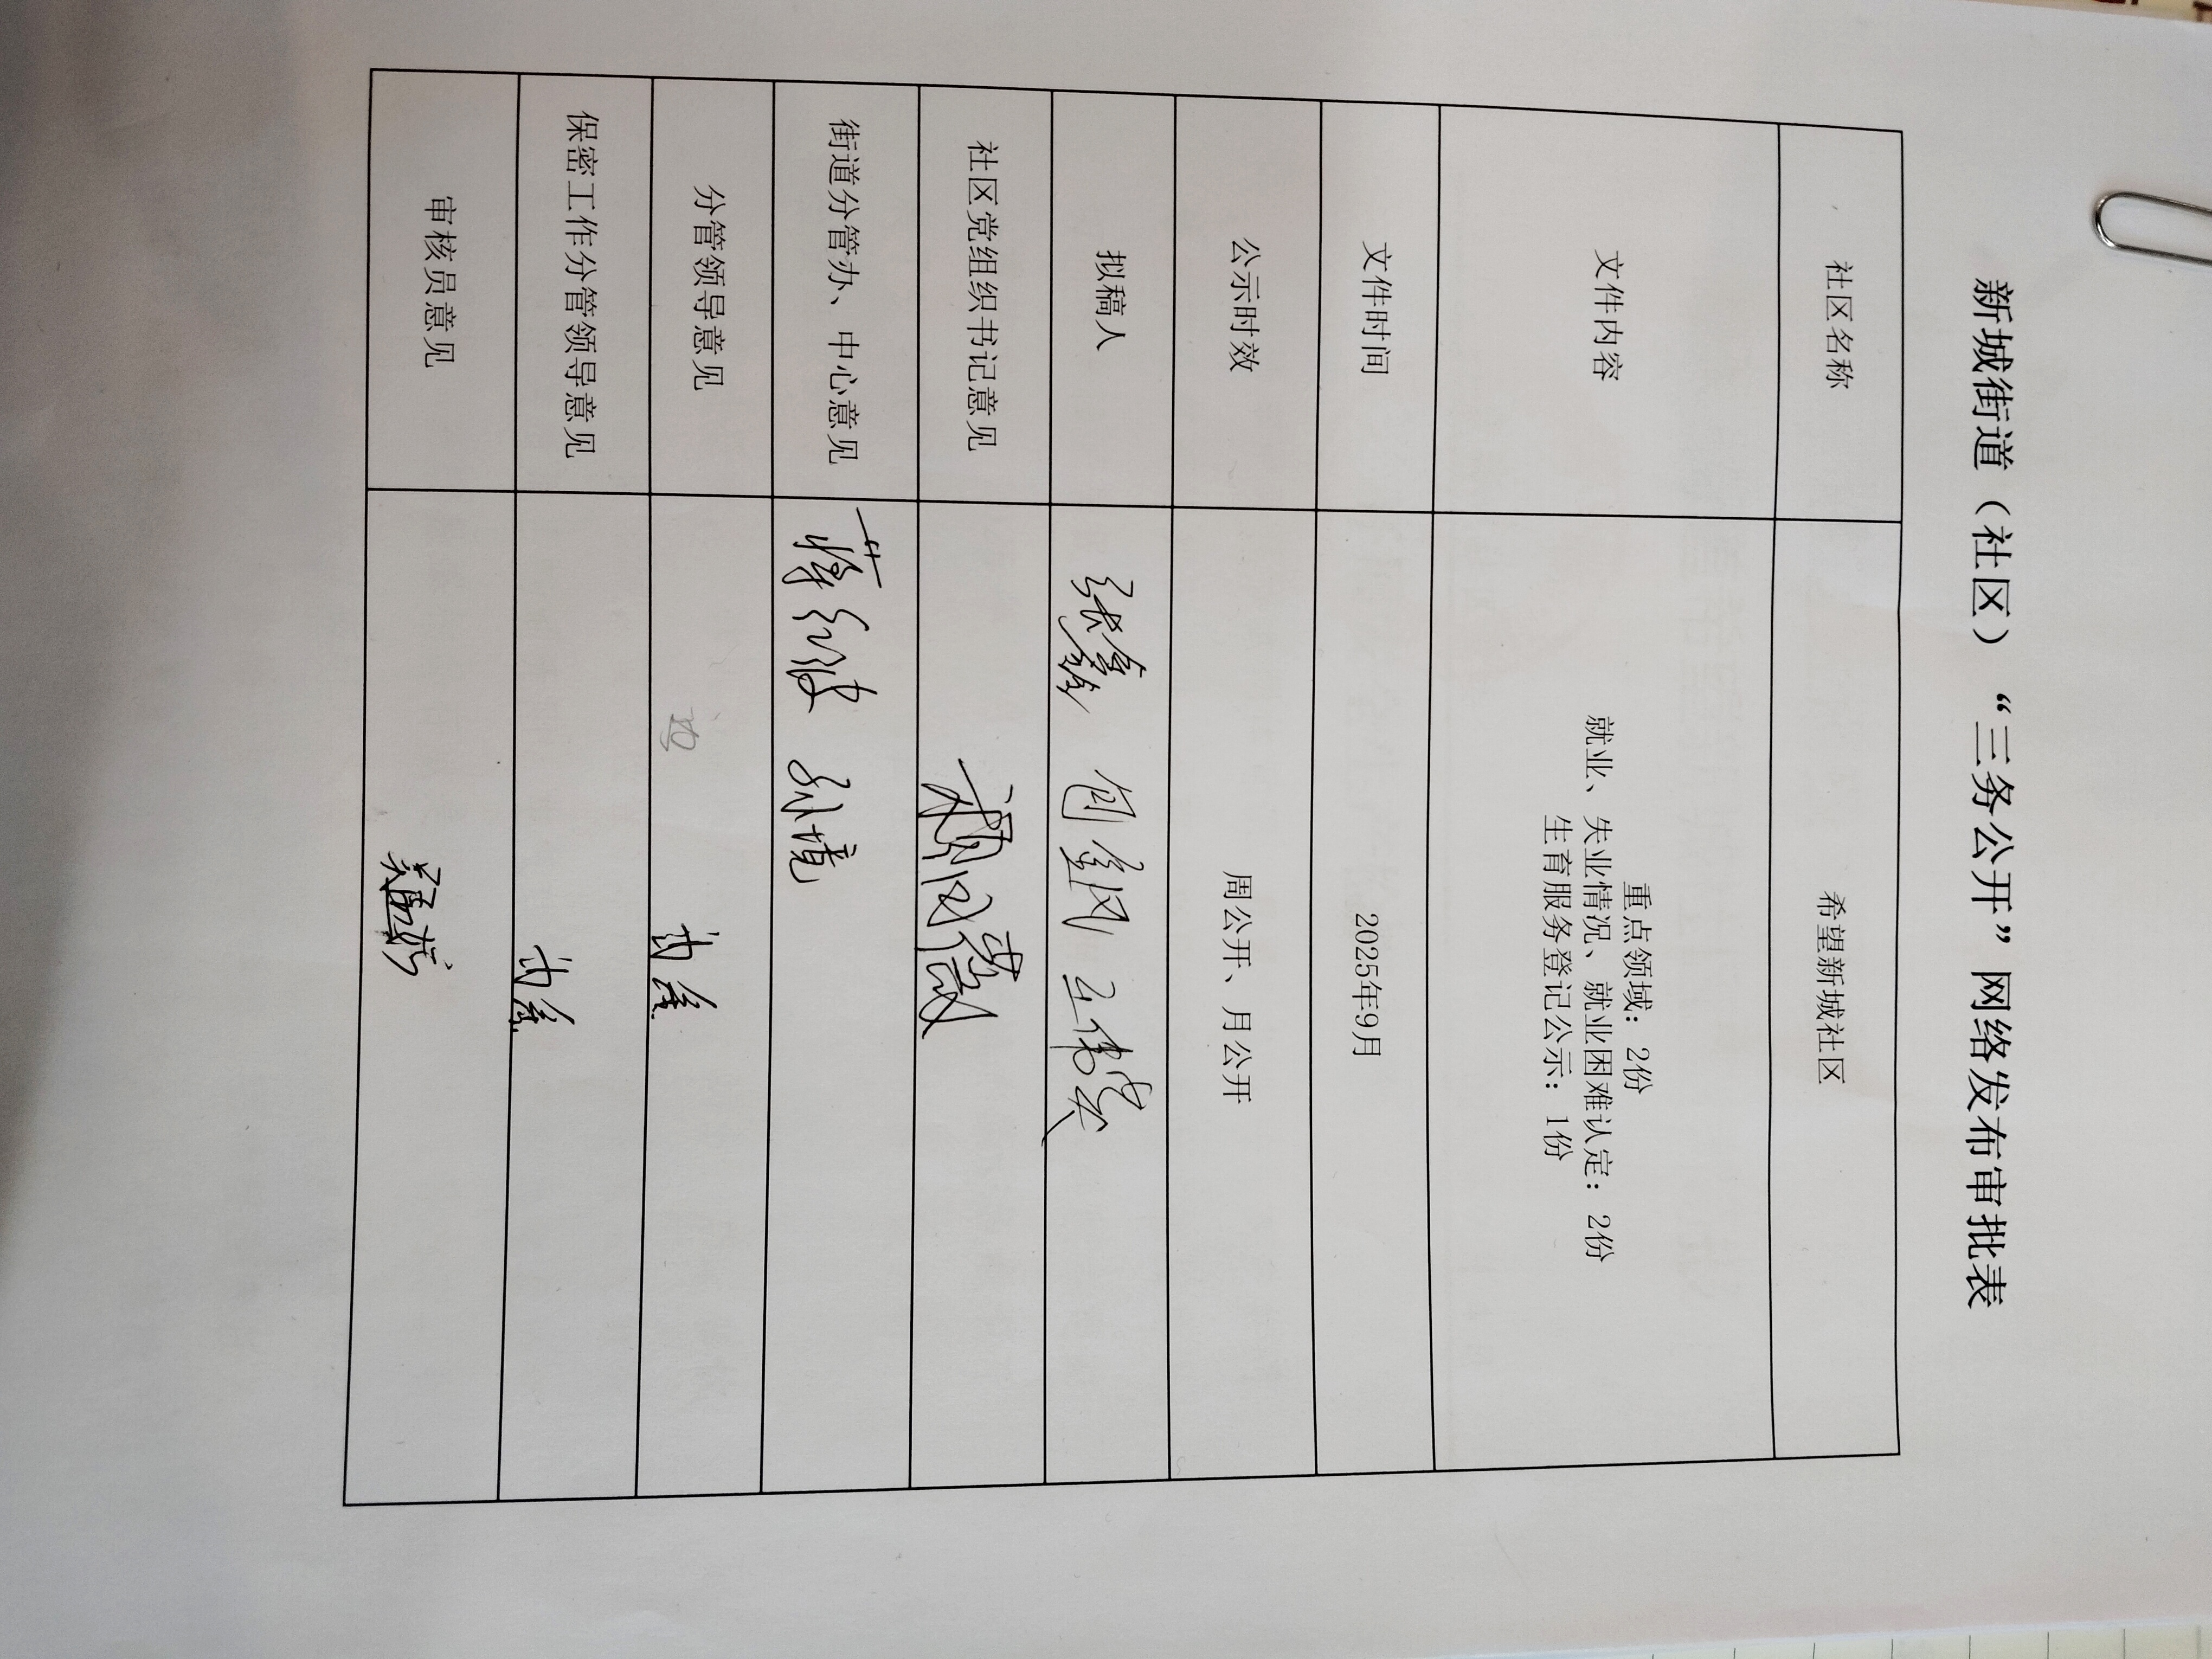 新城街道（社区）“三务公开”网络发布审批表
社区名称 希望新城社区
文件内容 重点领域：2份
就业、失业情况、就业困难认定：2份
生育服务登记公示：1份
文件时间 2025年9月
公示时效 周公开、月公开
拟稿人 张鑫
社区党组织书记意见
街道分管办、中心意见 孙境
分管领导意见
保密工作分管领导意见
审核员意见